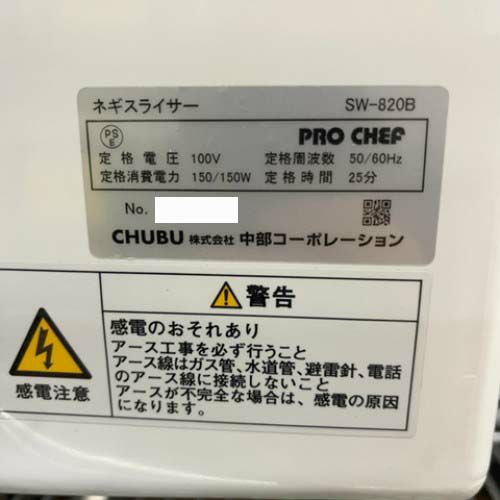 ネギスライサー SW-820B
PS E PRO CHEF
定格電圧 100V 定格周波数 50/60Hz
定格消費電力 150/150W 定格時間 25分
No.
CHUBU 株式会社 中部コーポレーション
警告
感電のおそれあり
アース工事を必ず行うこと
アース線はガス管、水道管、避雷針、電話
のアース線に接続しないこと
アースが不完全な場合は、感電の原因
になります。
感電注意